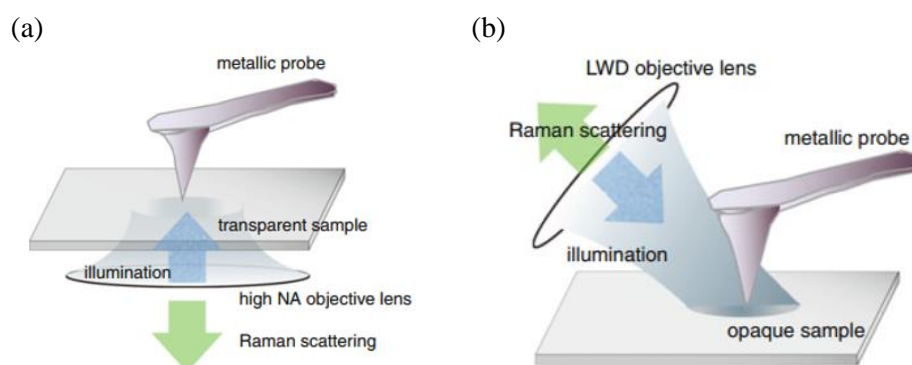 (a)
metallic probe
transparent sample
illumination
high NA objective lens
Raman scattering
(b)
LWD objective lens
Raman scattering
metallic probe
illumination
opaque sample